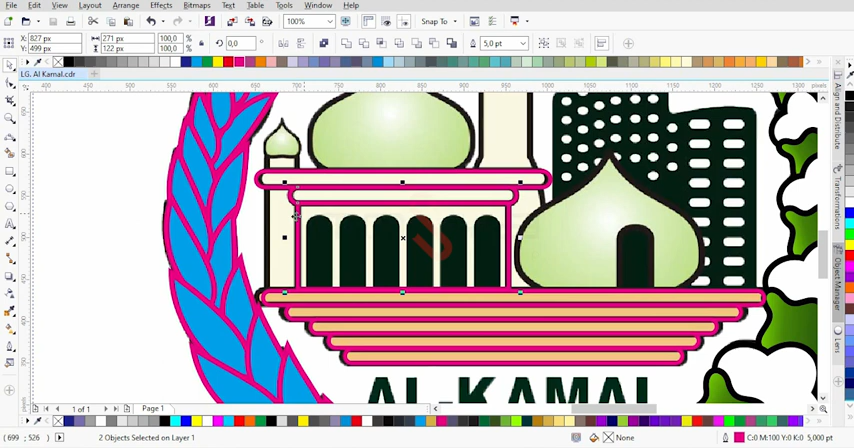 File Edit View Layout Arrange Effects Bitmaps Text Table Tools Window Help
100% Snap To
X: 827 px 271 px 100,0 % 0,0 5,0 pt
Y: 499 px 122 px 100,0 %
LG. Al Kamal.cdr
400 450 500 550 600 650 700 750 800 850 900 950 1000 1050 1100 1150 1200 1250 1300 pixels
Align and Distribute
Transformations
Object Manager
Lens
AL-KAMAL
1 of 1 Page 1
(699 ; 526) 2 Objects Selected on Layer 1 None C:0 M:100 Y:0 K:0 5,000 pt